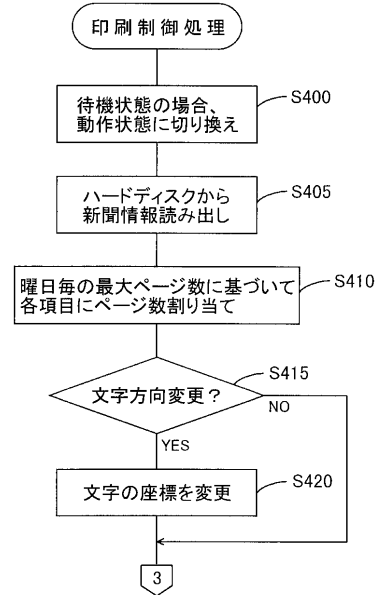 印刷制御処理
待機状態の場合、
動作状態に切り換え
S400
ハードディスクから
新聞情報読み出し
S405
曜日毎の最大ページ数に基づいて
各項目にページ数割り当て
S410
文字方向変更？
S415
NO
YES
文字の座標を変更
S420
3